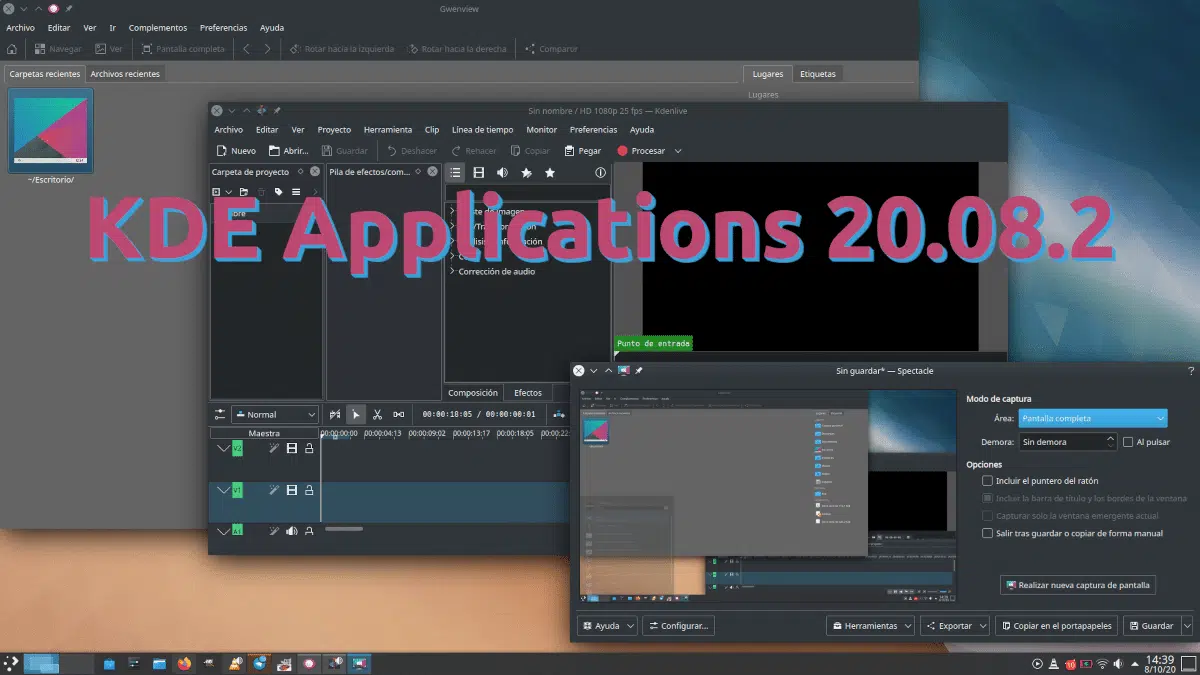 Gwenview
Archivo Editar Ver Ir Complementos Preferencias Ayuda
Navegar Ver Pantalla completa Rotar hacia la izquierda Rotar hacia la derecha Comparar
Carpetas recientes Archivos recientes
Lugares Etiquetas
Lugares
~/Escritorio/
Sin nombre / HD 1080p 25 fps — Kdenlive
Archivo Editar Ver Proyecto Herramienta Clip Línea de tiempo Monitor Preferencias Ayuda
Nuevo Abrir... Guardar Deshacer Rehacer Copiar Pegar Procesar
Carpeta de proyecto Pila de efectos/com...
KDE Applications 20.08.2
Corrección de audio
Punto de entrada
Composición Efectos
Normal 00:00:18:05 / 00:00:00:01
Maestra 00:00:00:00 00:00:04:13 00:00:09:02 00:00:13:17 00:00:18:05 00:00:22:
V2
V1
A1
Sin guardar* — Spectacle
?
Modo de captura
Área: Pantalla completa
Demora: Sin demora Al pulsar
Opciones
Incluir el puntero del ratón
Incluir la barra de título y los bordes de la ventana
Capturar solo la ventana emergente actual
Salir tras guardar o copiar de forma manual
Realizar nueva captura de pantalla
Ayuda Configurar... Herramientas Exportar Copiar en el portapapeles Guardar
14:39
8/10/20